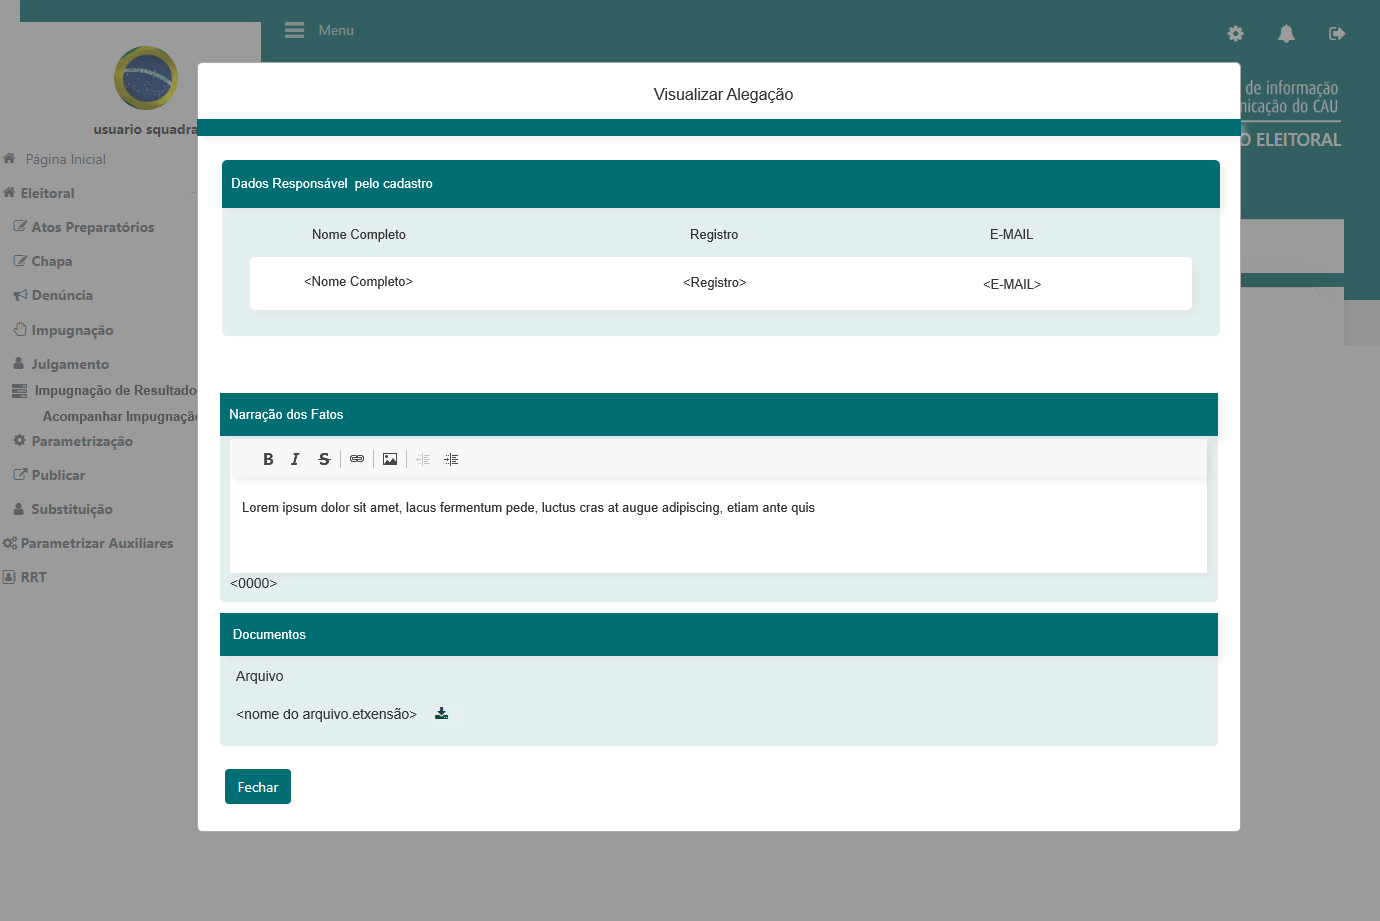 Menu
de informação
nicação do CAU
O ELEITORAL
usuario squadra
Página Inicial
Eleitoral
Atos Preparatórios
Chapa
Denúncia
Impugnação
Julgamento
Impugnação de Resultado
Acompanhar Impugnação
Parametrização
Publicar
Substituição
Parametrizar Auxiliares
RRT
Visualizar Alegação
Dados Responsável  pelo cadastro
Nome Completo Registro E-MAIL
<Nome Completo> <Registro> <E-MAIL>
Narração dos Fatos
B I S
Lorem ipsum dolor sit amet, lacus fermentum pede, luctus cras at augue adipiscing, etiam ante quis
<0000>
Documentos
Arquivo
<nome do arquivo.etxensão>
Fechar